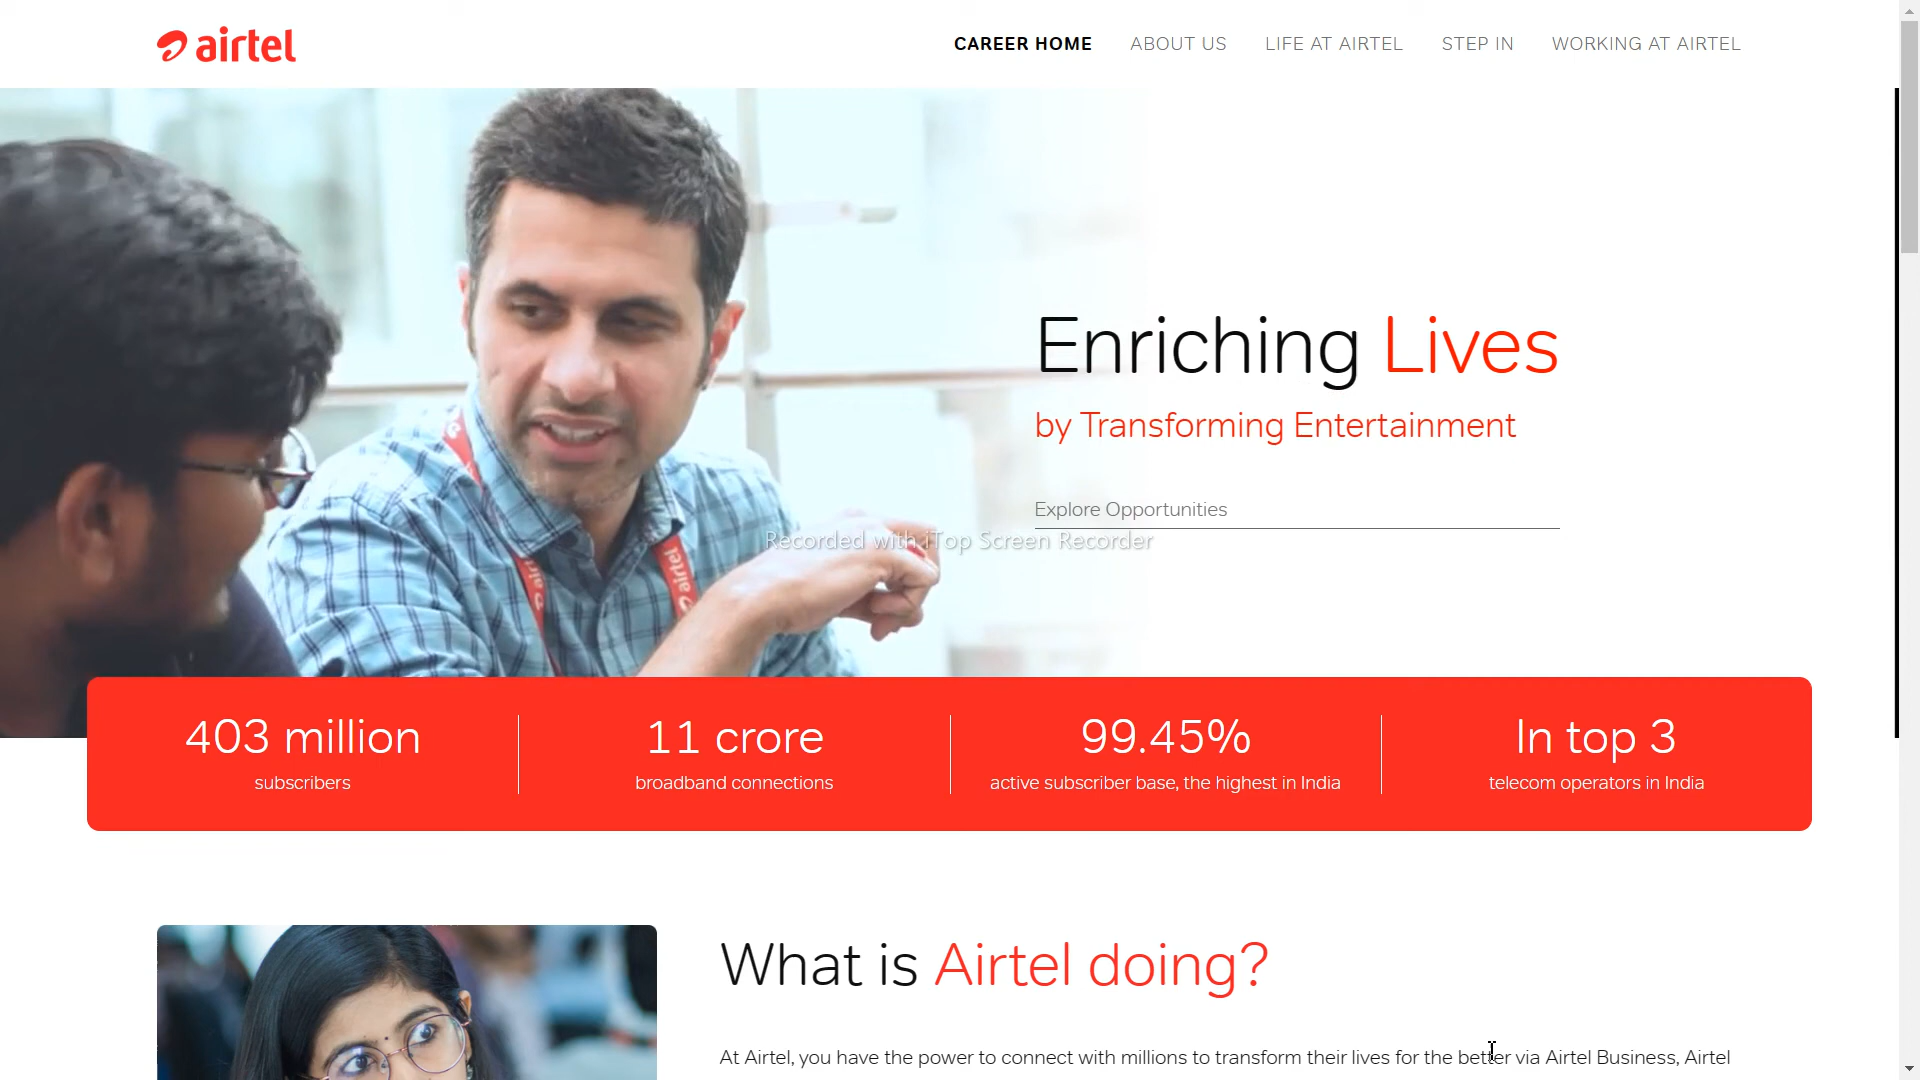 airtel
CAREER HOME
ABOUT US
LIFE AT AIRTEL
STEP IN
WORKING AT AIRTEL
Enriching Lives
by Transforming Entertainment
Explore Opportunities
Recorded with iTop Screen Recorder
airtel
403 million
subscribers
11 crore
broadband connections
99.45%
active subscriber base, the highest in India
In top 3
telecom operators in India
What is Airtel doing?
At Airtel, you have the power to connect with millions to transform their lives for the better via Airtel Business, Airtel